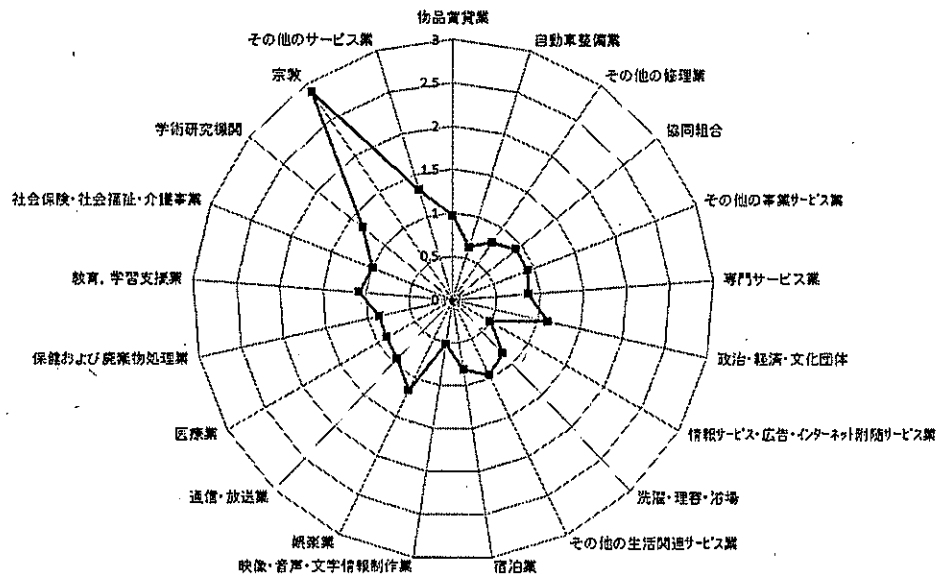 物品賃貸業
自動車整備業
その他の修理業
協同組合
その他の事業サービス業
専門サービス業
政治・経済・文化団体
情報サービス・広告・インターネット附随サービス業
洗濯・理容・浴場
その他の生活関連サービス業
宿泊業
映像・音声・文字情報制作業
娯楽業
通信・放送業
医療業
保健および廃棄物処理業
教育，学習支援業
社会保険・社会福祉・介護事業
学術研究機関
宗教
その他のサービス業
3
2.5
2
1.5
1
0.5
0